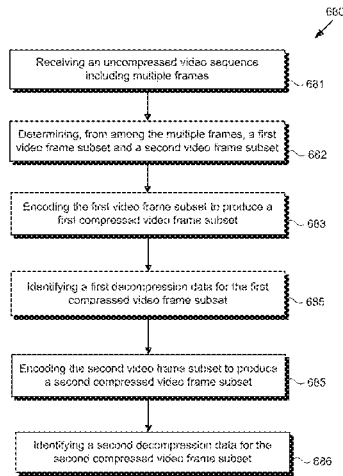 680
Receiving an uncompressed video sequence
including multiple frames
681
Determining, from among the multiple frames, a first
video frame subset and a second video frame subset
682
Encoding the first video frame subset to produce a
first compressed video frame subset
683
Identifying a first decompression data for the first
compressed video frame subset
685
Encoding the second video frame subset to produce
a second compressed video frame subset
685
Identifying a second decompression data for the
second compressed video frame subset
686